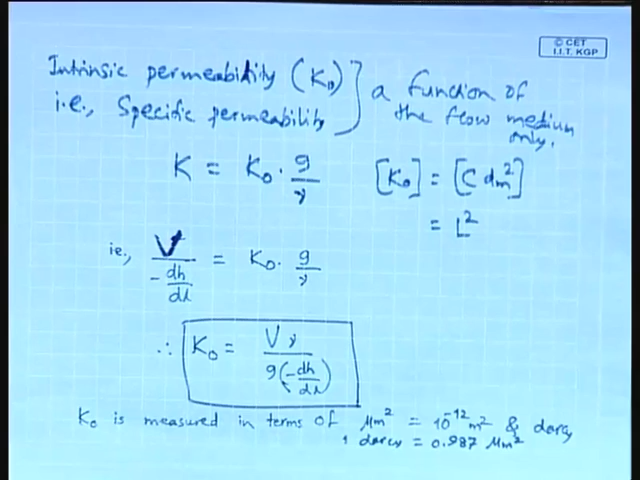 © CET
I.I.T. KGP
Intrinsic permeability (K₀) } a function of
i.e., Specific permeability } the flow medium only.
K = K₀ · g/ν   [K₀] = [C dm²]
= L²
ie., V / (-dh/dl) = K₀ · g/ν
∴ K₀ = V ν / g(-dh/dl)
K₀ is measured in terms of μm² = 10⁻¹² m² & darcy
1 darcy = 0.987 μm²